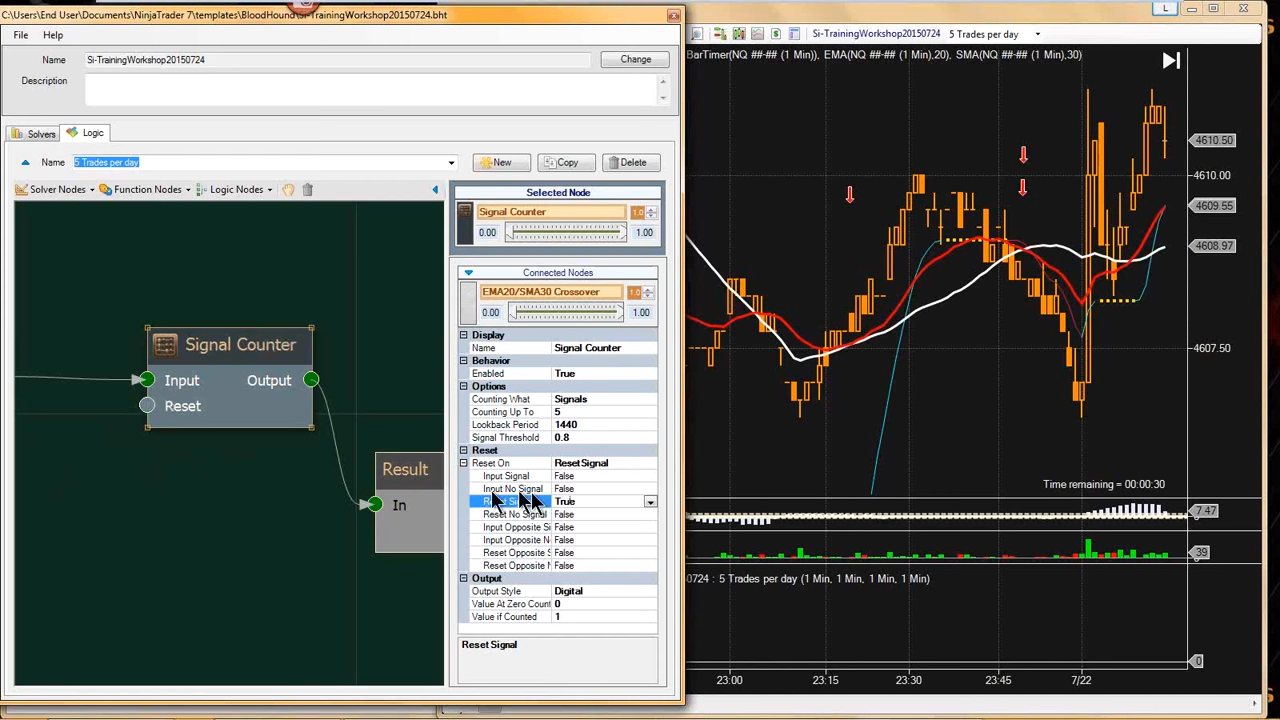 C:\Users\End User\Documents\NinjaTrader 7\templates\BloodHound\Si-TrainingWorkshop20150724.bht
File Help
Name Si-TrainingWorkshop20150724 Change
Description
Solvers Logic
Name 5 Trades per day New Copy Delete
Solver Nodes Function Nodes Logic Nodes
Signal Counter
Input Output
Reset
Result
In
Selected Node
Signal Counter 1.0
0.00 1.00
Connected Nodes
EMA20/SMA30 Crossover 1.0
0.00 1.00
Display
Name Signal Counter
Behavior
Enabled True
Options
Counting What Signals
Counting Up To 5
Lookback Period 1440
Signal Threshold 0.8
Reset
Reset On ResetSignal
Input Signal False
Input No Signal False
True
Reset No Signal False
Input Opposite Si False
Input Opposite N False
Reset Opposite S False
Reset Opposite N False
Output
Output Style Digital
Value At Zero Count 0
Value if Counted 1
Reset Signal
L
Si-TrainingWorkshop20150724 5 Trades per day
BarTimer(NQ ##-## (1 Min)), EMA(NQ ##-## (1 Min),20), SMA(NQ ##-## (1 Min),30)
4610.50
4610.00
4609.55
4608.97
4607.50
Time remaining = 00:00:30
7.47
39
0724 : 5 Trades per day (1 Min, 1 Min, 1 Min, 1 Min)
0
23:00 23:15 23:30 23:45 7/22